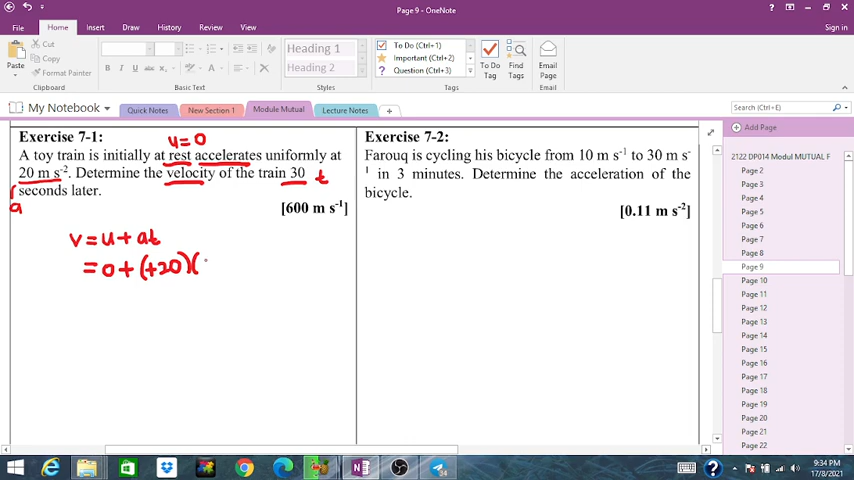 Page 9 - OneNote
File Home Insert Draw History Review View
Paste Cut Copy Format Painter Clipboard
B I U Basic Text
Heading 1 Heading 2 Styles
To Do (Ctrl+1)
Important (Ctrl+2)
Question (Ctrl+3)
To Do Tag Find Tags Tags
Email Page Email
My Notebook Quick Notes New Section 1 Module Mutual Lecture Notes + Search (Ctrl+E)
Add Page
2122 DP014 Modul MUTUAL F
Page 2
Page 3
Page 4
Page 5
Page 6
Page 7
Page 8
Page 9
Page 10
Page 11
Page 12
Page 13
Page 14
Page 15
Page 16
Page 17
Page 18
Page 19
Page 20
Page 21
Page 22
Exercise 7-1:
u = 0
A toy train is initially at rest accelerates uniformly at
20 m s-2. Determine the velocity of the train 30 t
seconds later.
a
[600 m s-1]
v = u + at
= 0 + (+20)(
Exercise 7-2:
Farouq is cycling his bicycle from 10 m s-1 to 30 m s-
1 in 3 minutes. Determine the acceleration of the
bicycle.
[0.11 m s-2]
9:34 PM
17/8/2021